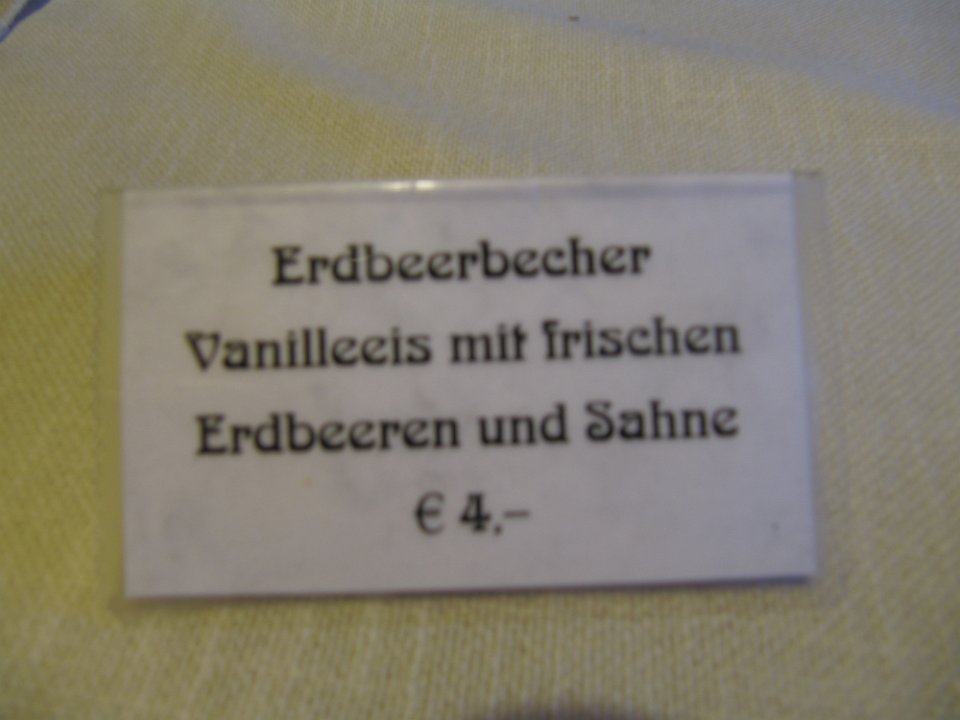 Erdbeerbecher
Vanilleeis mit frischen
Erdbeeren und Sahne
€ 4.-